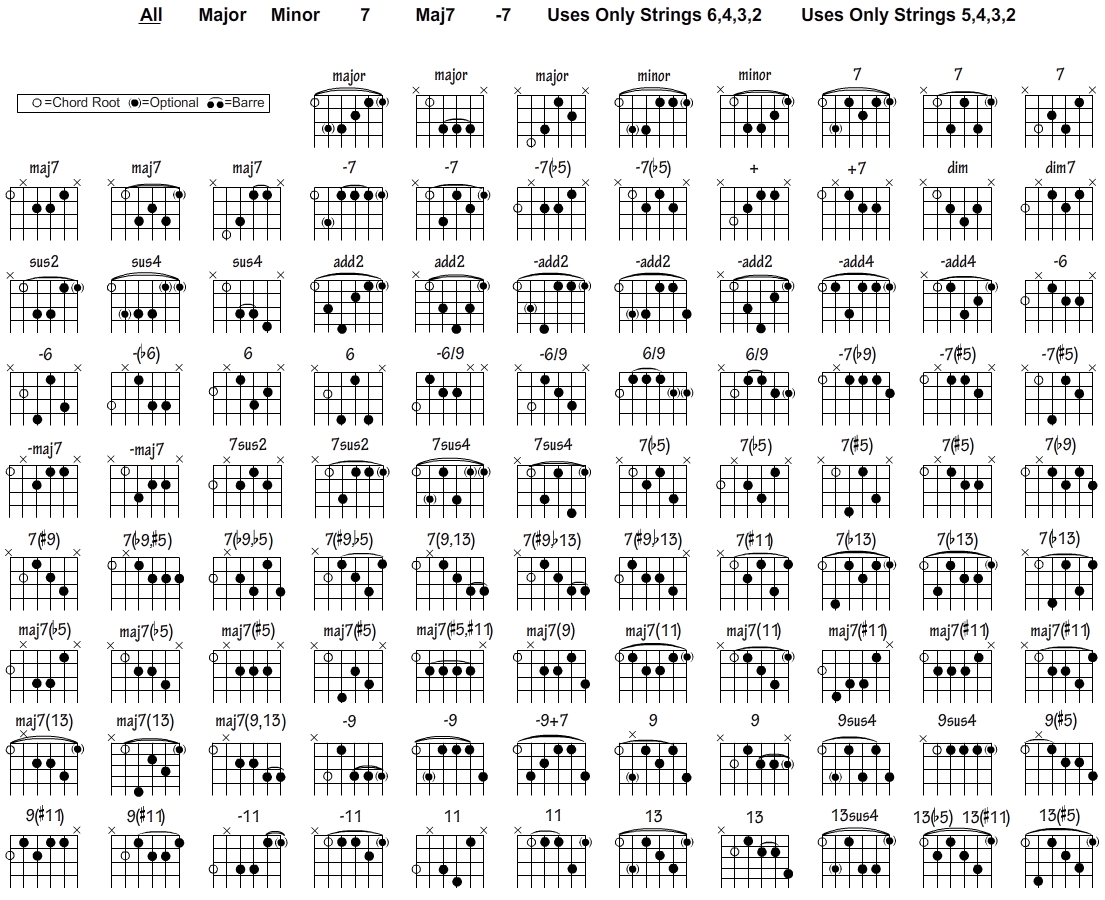 All Major Minor 7 Maj7 -7 Uses Only Strings 6,4,3,2 Uses Only Strings 5,4,3,2
major major major minor minor 7 7 7
○=Chord Root (●)=Optional ●●=Barre
maj7 maj7 maj7 -7 -7 -7(♭5) -7(♭5) + +7 dim dim7
sus2 sus4 sus4 add2 add2 -add2 -add2 -add2 -add4 -add4 -6
-6 -(♭6) 6 6 -6/9 -6/9 6/9 6/9 -7(♭9) -7(♯5) -7(♯5)
-maj7 -maj7 7sus2 7sus2 7sus4 7sus4 7(♭5) 7(♭5) 7(♯5) 7(♯5) 7(♭9)
7(♯9) 7(♭9,♯5) 7(♭9,♭5) 7(♯9,♭5) 7(9,13) 7(♯9,♭13) 7(♯9,♭13) 7(♯11) 7(♭13) 7(♭13) 7(♭13)
maj7(♭5) maj7(♭5) maj7(♯5) maj7(♯5) maj7(♯5,♯11) maj7(9) maj7(11) maj7(11) maj7(♯11) maj7(♯11) maj7(♯11)
maj7(13) maj7(13) maj7(9,13) -9 -9 -9+7 9 9 9sus4 9sus4 9(♯5)
9(♯11) 9(♯11) -11 -11 11 11 13 13 13sus4 13(♭5) 13(♯11) 13(♯5)